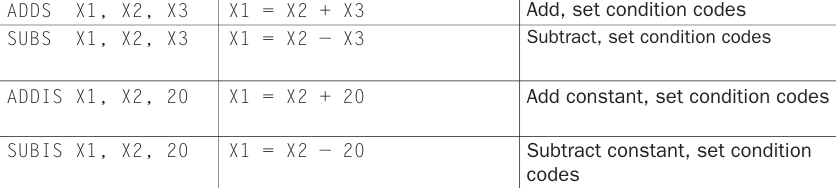 ADDS X1, X2, X3 X1 = X2 + X3 Add, set condition codes
SUBS X1, X2, X3 X1 = X2 − X3 Subtract, set condition codes
ADDIS X1, X2, 20 X1 = X2 + 20 Add constant, set condition codes
SUBIS X1, X2, 20 X1 = X2 − 20 Subtract constant, set condition
codes